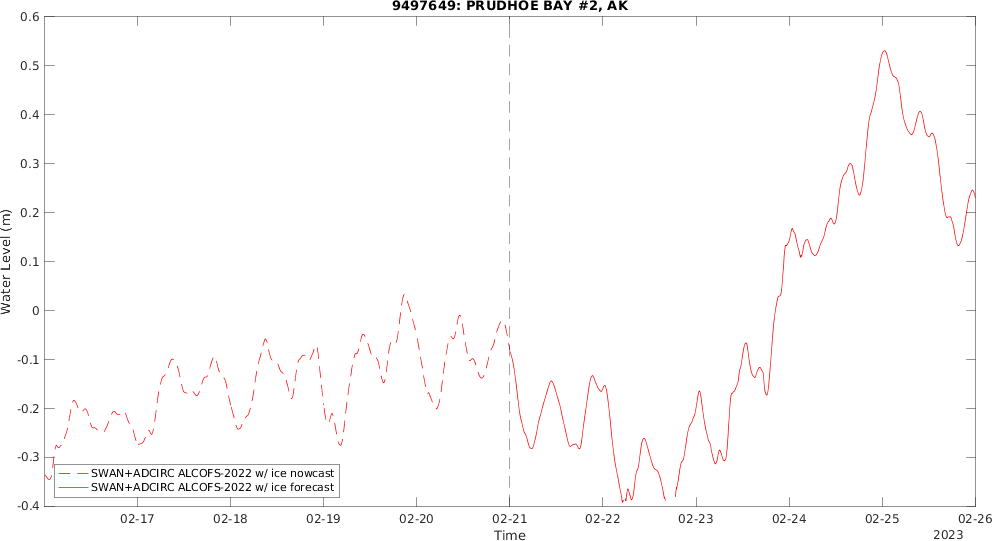 9497649: PRUDHOE BAY #2, AK
0.6
0.5
0.4
0.3
0.2
0.1
0
-0.1
-0.2
-0.3
-0.4
Water Level (m)
SWAN+ADCIRC ALCOFS-2022 w/ ice nowcast
SWAN+ADCIRC ALCOFS-2022 w/ ice forecast
02-17 02-18 02-19 02-20 02-21 02-22 02-23 02-24 02-25 02-26
Time
2023